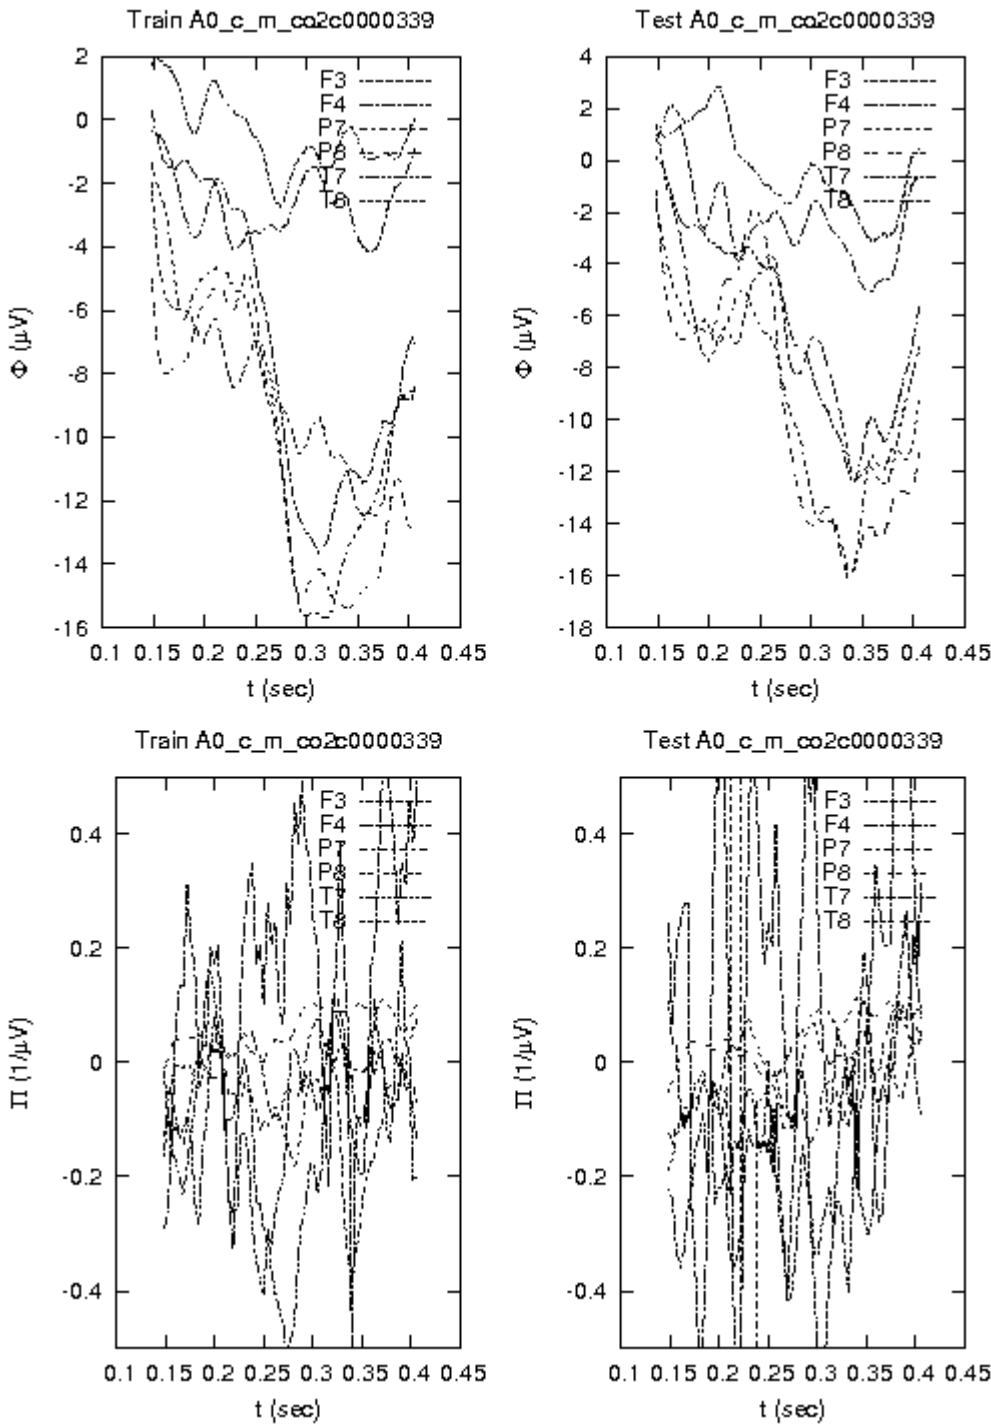 Train A0_c_m_co2c0000339
2
0
-2
-4
-6
-8
-10
-12
-14
-16
Φ (μV)
F3
F4
P7
P8
T7
T8
0.1 0.15 0.2 0.25 0.3 0.35 0.4 0.45
t (sec)
Test A0_c_m_co2c0000339
4
2
0
-2
-4
-6
-8
-10
-12
-14
-16
-18
Φ (μV)
F3
F4
P7
P8
T7
T8
0.1 0.15 0.2 0.25 0.3 0.35 0.4 0.45
t (sec)
Train A0_c_m_co2c0000339
0.4
0.2
0
-0.2
-0.4
Π (1/μV)
F3
F4
P7
P8
T7
T8
0.1 0.15 0.2 0.25 0.3 0.35 0.4 0.45
t (sec)
Test A0_c_m_co2c0000339
0.4
0.2
0
-0.2
-0.4
Π (1/μV)
F3
F4
P7
P8
T7
T8
0.1 0.15 0.2 0.25 0.3 0.35 0.4 0.45
t (sec)